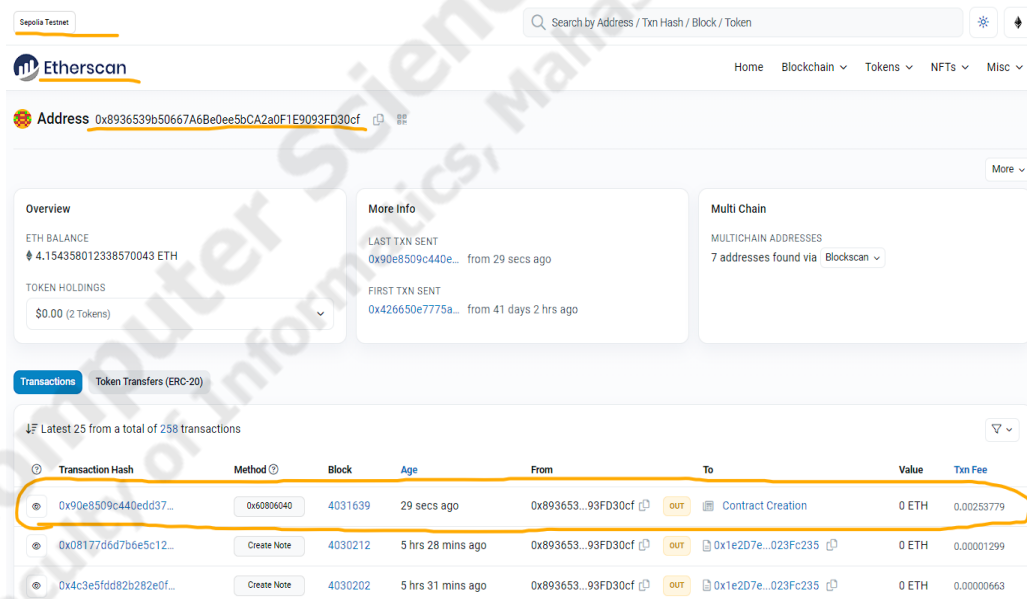 Sepolia Testnet
Search by Address / Txn Hash / Block / Token
Etherscan
Home Blockchain Tokens NFTs Misc
Address 0x8936539b50667A6Be0ee5bCA2a0F1E9093FD30cf
More
Overview
ETH BALANCE
4.154358012338570043 ETH
TOKEN HOLDINGS
$0.00 (2 Tokens)
More Info
LAST TXN SENT
0x90e8509c440e... from 29 secs ago
FIRST TXN SENT
0x426650e7775a... from 41 days 2 hrs ago
Multi Chain
MULTICHAIN ADDRESSES
7 addresses found via Blockscan
Transactions Token Transfers (ERC-20)
Latest 25 from a total of 258 transactions
Transaction Hash Method Block Age From To Value Txn Fee
0x90e8509c440edd37... 0x60806040 4031639 29 secs ago 0x893653...93FD30cf OUT Contract Creation 0 ETH 0.00253779
0x08177d6d7b6e5c12... Create Note 4030212 5 hrs 28 mins ago 0x893653...93FD30cf OUT 0x1e2D7e...023Fc235 0 ETH 0.00001299
0x4c3e5fdd82b282e0f... Create Note 4030202 5 hrs 31 mins ago 0x893653...93FD30cf OUT 0x1e2D7e...023Fc235 0 ETH 0.00000663